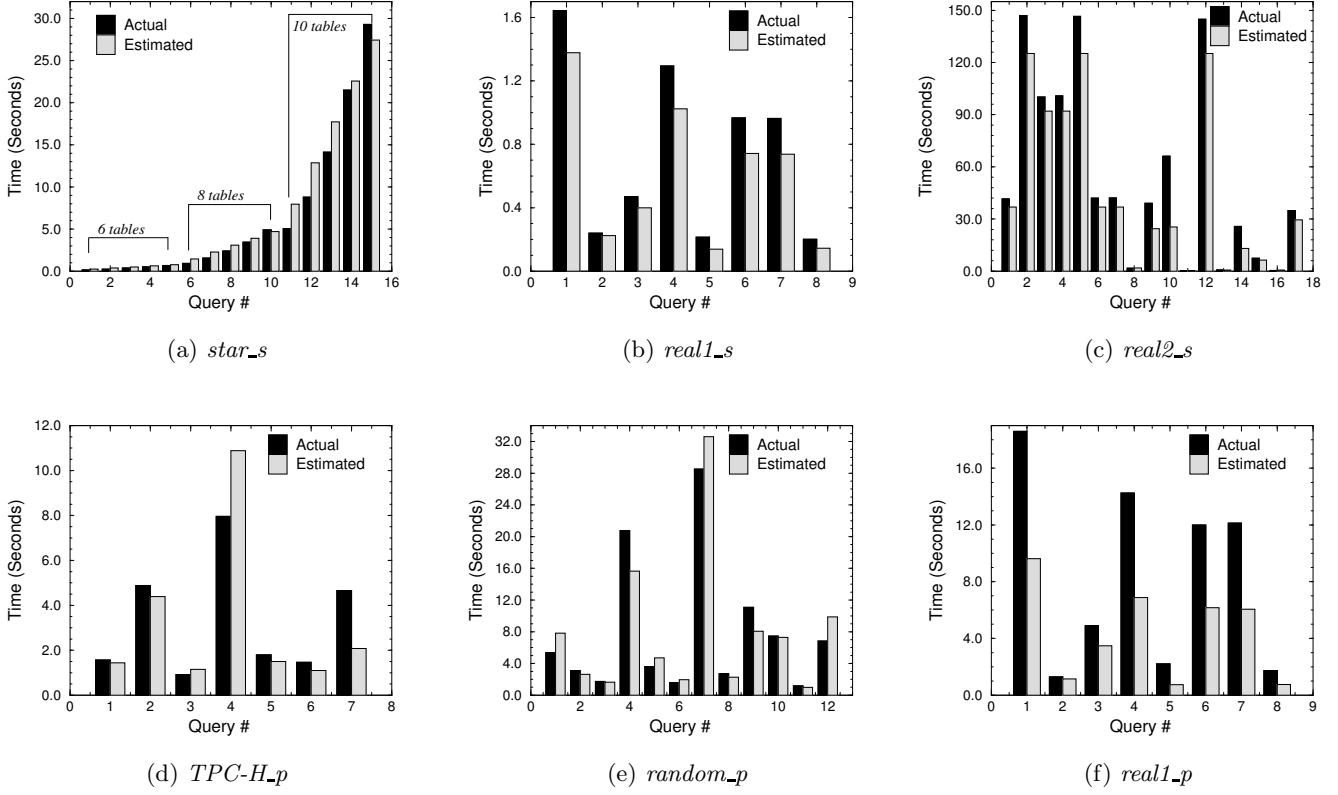 30.0
25.0
20.0
15.0
10.0
5.0
0.0
Time (Seconds)
Actual
Estimated
10 tables
8 tables
6 tables
0 2 4 6 8 10 12 14 16
Query #
(a) star_s
1.6
1.2
0.8
0.4
0.0
Time (Seconds)
Actual
Estimated
0 1 2 3 4 5 6 7 8 9
Query #
(b) real1_s
150.0
120.0
90.0
60.0
30.0
0.0
Time (Seconds)
Actual
Estimated
0 2 4 6 8 10 12 14 16 18
Query #
(c) real2_s
12.0
10.0
8.0
6.0
4.0
2.0
0.0
Time (Seconds)
Actual
Estimated
0 1 2 3 4 5 6 7 8
Query #
(d) TPC-H_p
32.0
28.0
24.0
20.0
16.0
12.0
8.0
4.0
0.0
Time (Seconds)
Actual
Estimated
0 2 4 6 8 10 12
Query #
(e) random_p
16.0
12.0
8.0
4.0
0.0
Time (Seconds)
Actual
Estimated
0 1 2 3 4 5 6 7 8 9
Query #
(f) real1_p